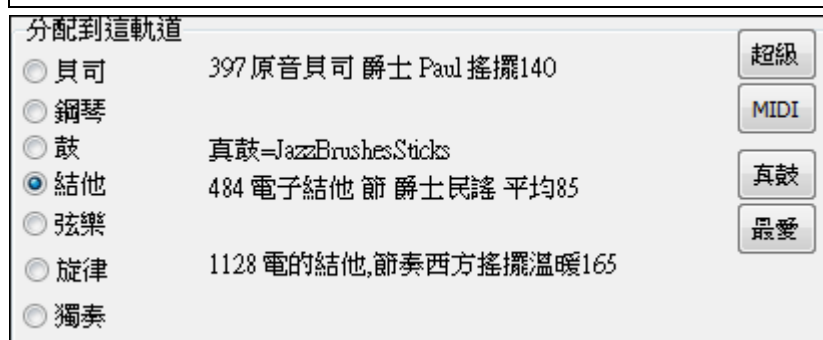 分配到這軌道
貝司 397 原音貝司 爵士 Paul 搖擺140 超級
鋼琴 MIDI
鼓 真鼓=JazzBrushesSticks
結他 484 電子結他 節 爵士民謠 平均85 真鼓
弦樂 最愛
旋律 1128 電的結他,節奏西方搖擺溫暖165
獨奏